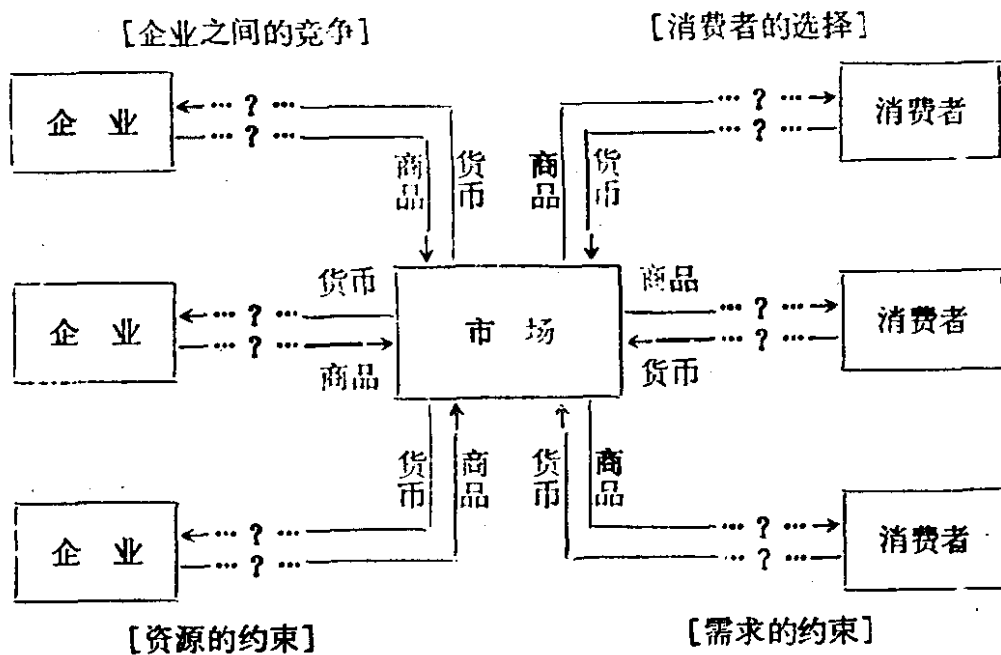 [企业之间的竞争] [消费者的选择]
企 业 ←… ? … … ? …→ 消费者
… ? … … ? …
商品 货币 商品 货币
货币 商品
企 业 ←… ? … 市 场 … ? …→ 消费者
… ? … → ← … ? …
商品 货币
货币 商品 货币 商品
企 业 ←… ? … … ? …→ 消费者
… ? … … ? …
[资源的约束] [需求的约束]